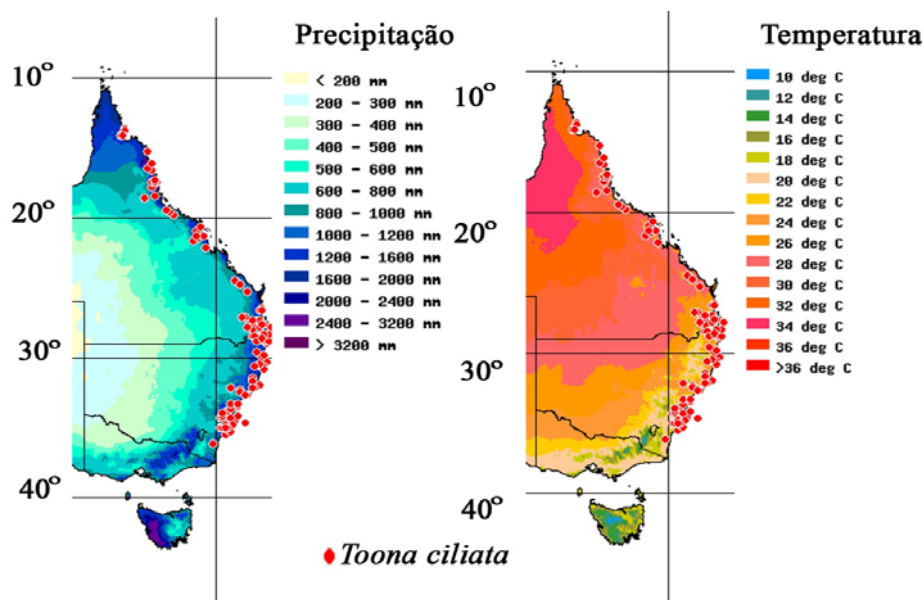 Precipitação
10°
20°
30°
40°
< 200 mm
200 - 300 mm
300 - 400 mm
400 - 500 mm
500 - 600 mm
600 - 800 mm
800 - 1000 mm
1000 - 1200 mm
1200 - 1600 mm
1600 - 2000 mm
2000 - 2400 mm
2400 - 3200 mm
> 3200 mm
Temperatura
10°
20°
30°
40°
10 deg C
12 deg C
14 deg C
16 deg C
18 deg C
20 deg C
22 deg C
24 deg C
26 deg C
28 deg C
30 deg C
32 deg C
34 deg C
36 deg C
>36 deg C
Toona ciliata